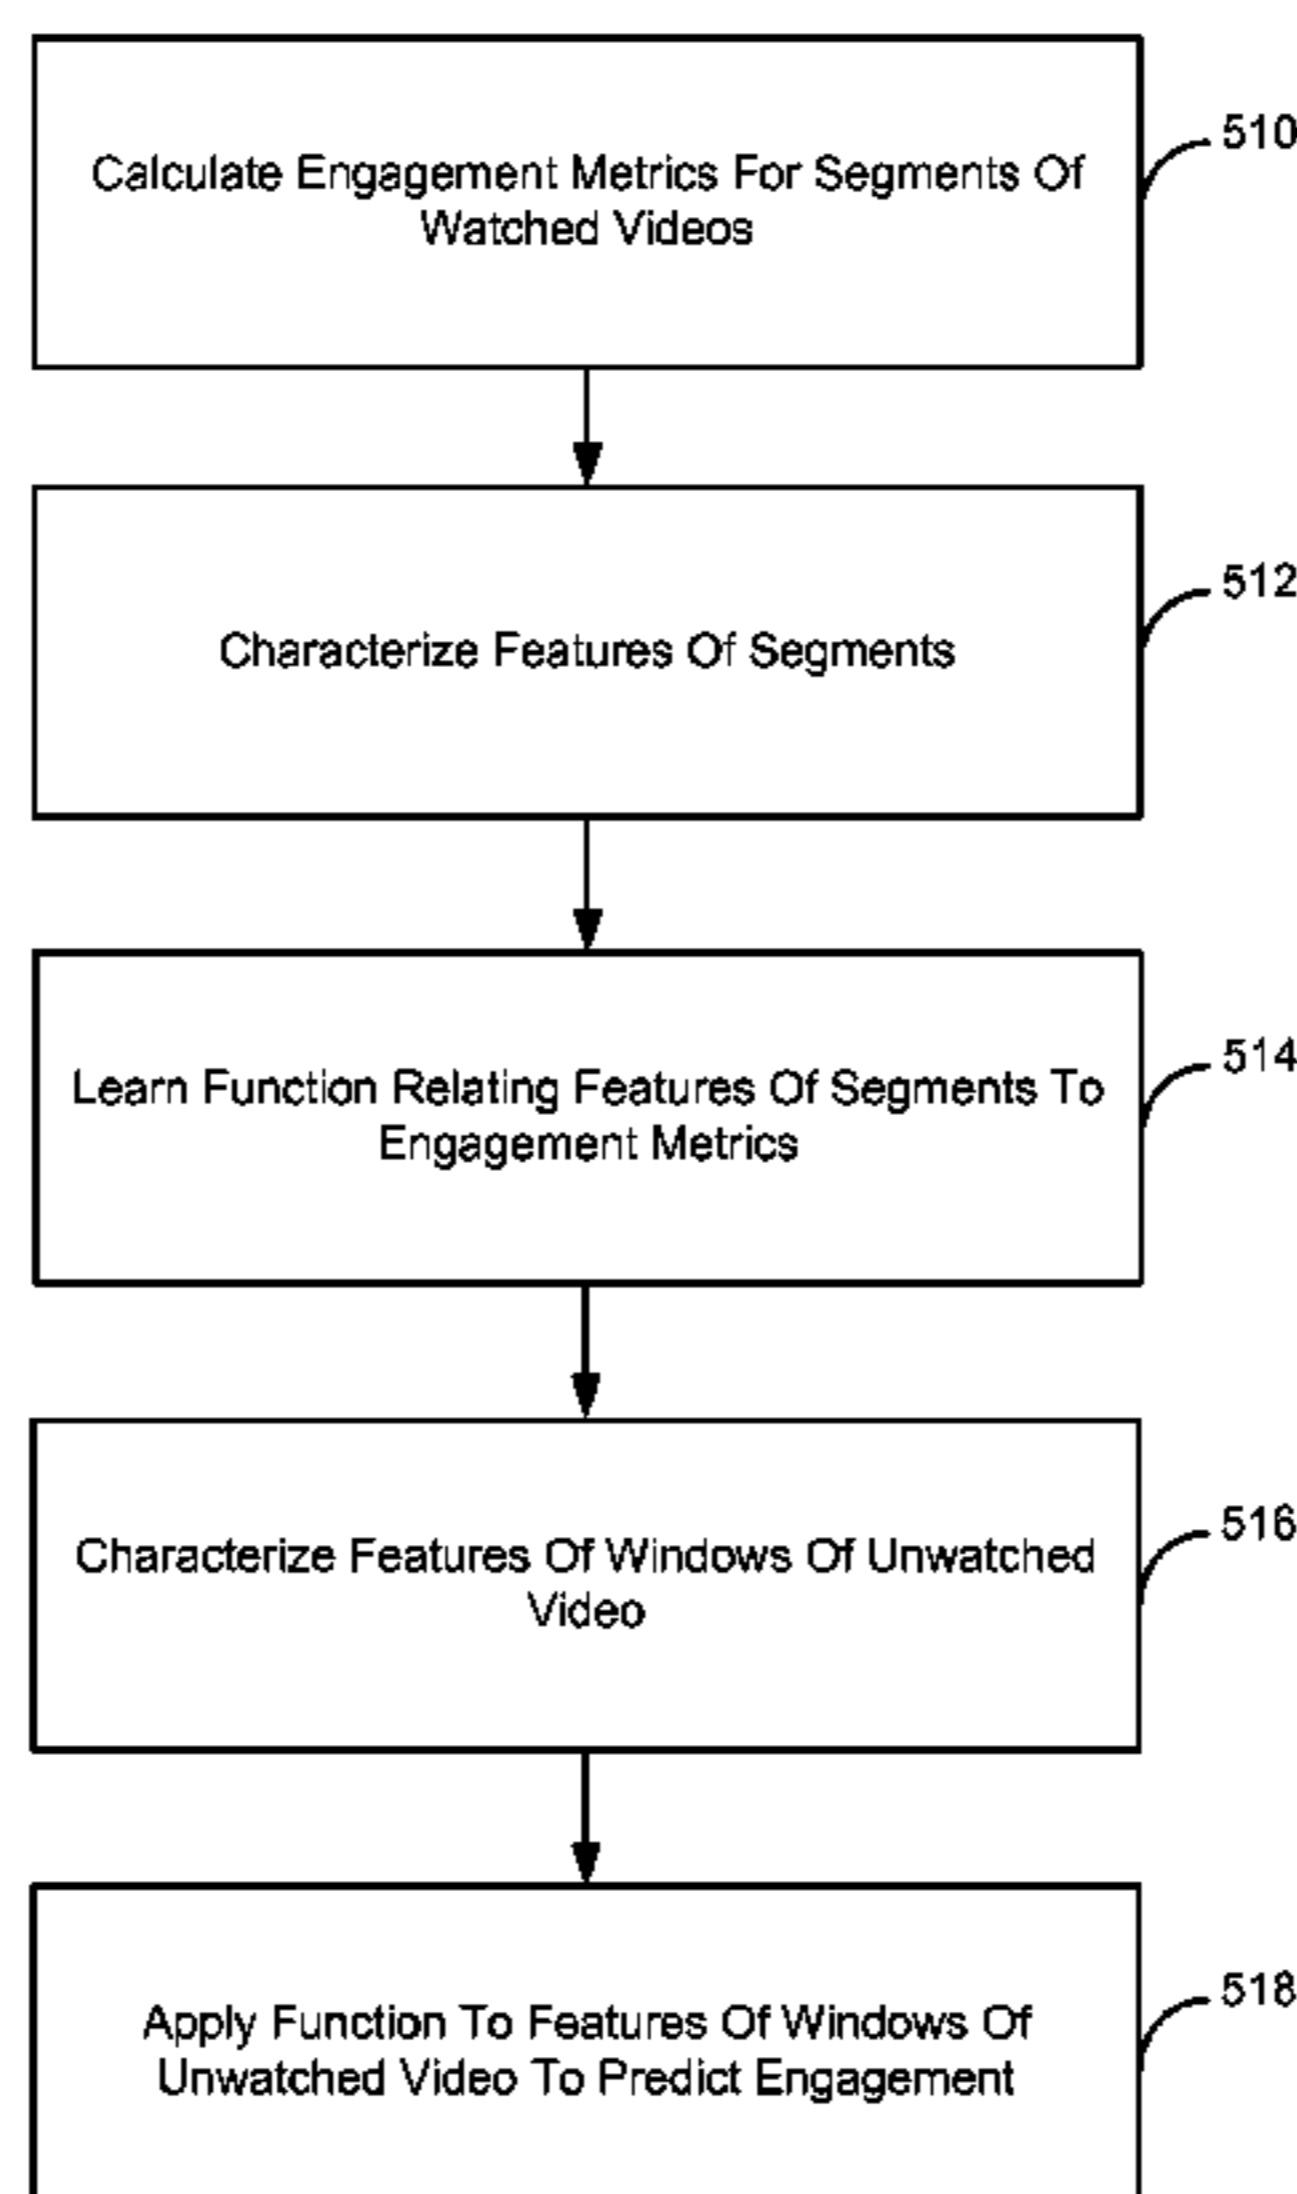 Calculate Engagement Metrics For Segments Of
Watched Videos
510
Characterize Features Of Segments
512
Learn Function Relating Features Of Segments To
Engagement Metrics
514
Characterize Features Of Windows Of Unwatched
Video
516
Apply Function To Features Of Windows Of
Unwatched Video To Predict Engagement
518